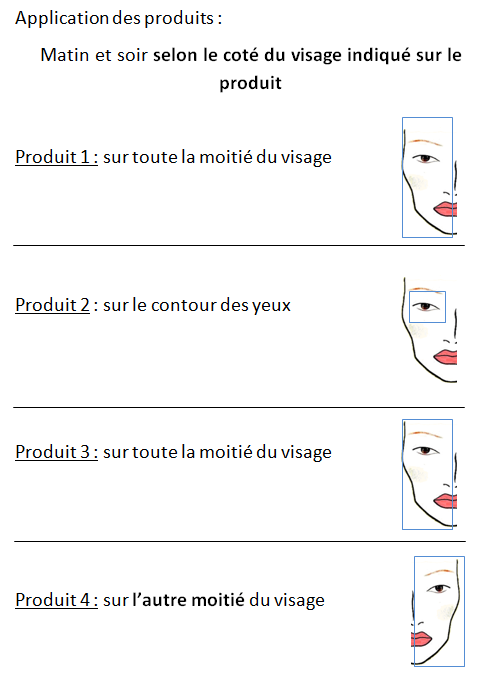 Application des produits :
Matin et soir selon le coté du visage indiqué sur le
produit
Produit 1 : sur toute la moitié du visage
Produit 2 : sur le contour des yeux
Produit 3 : sur toute la moitié du visage
Produit 4 : sur l’autre moitié du visage